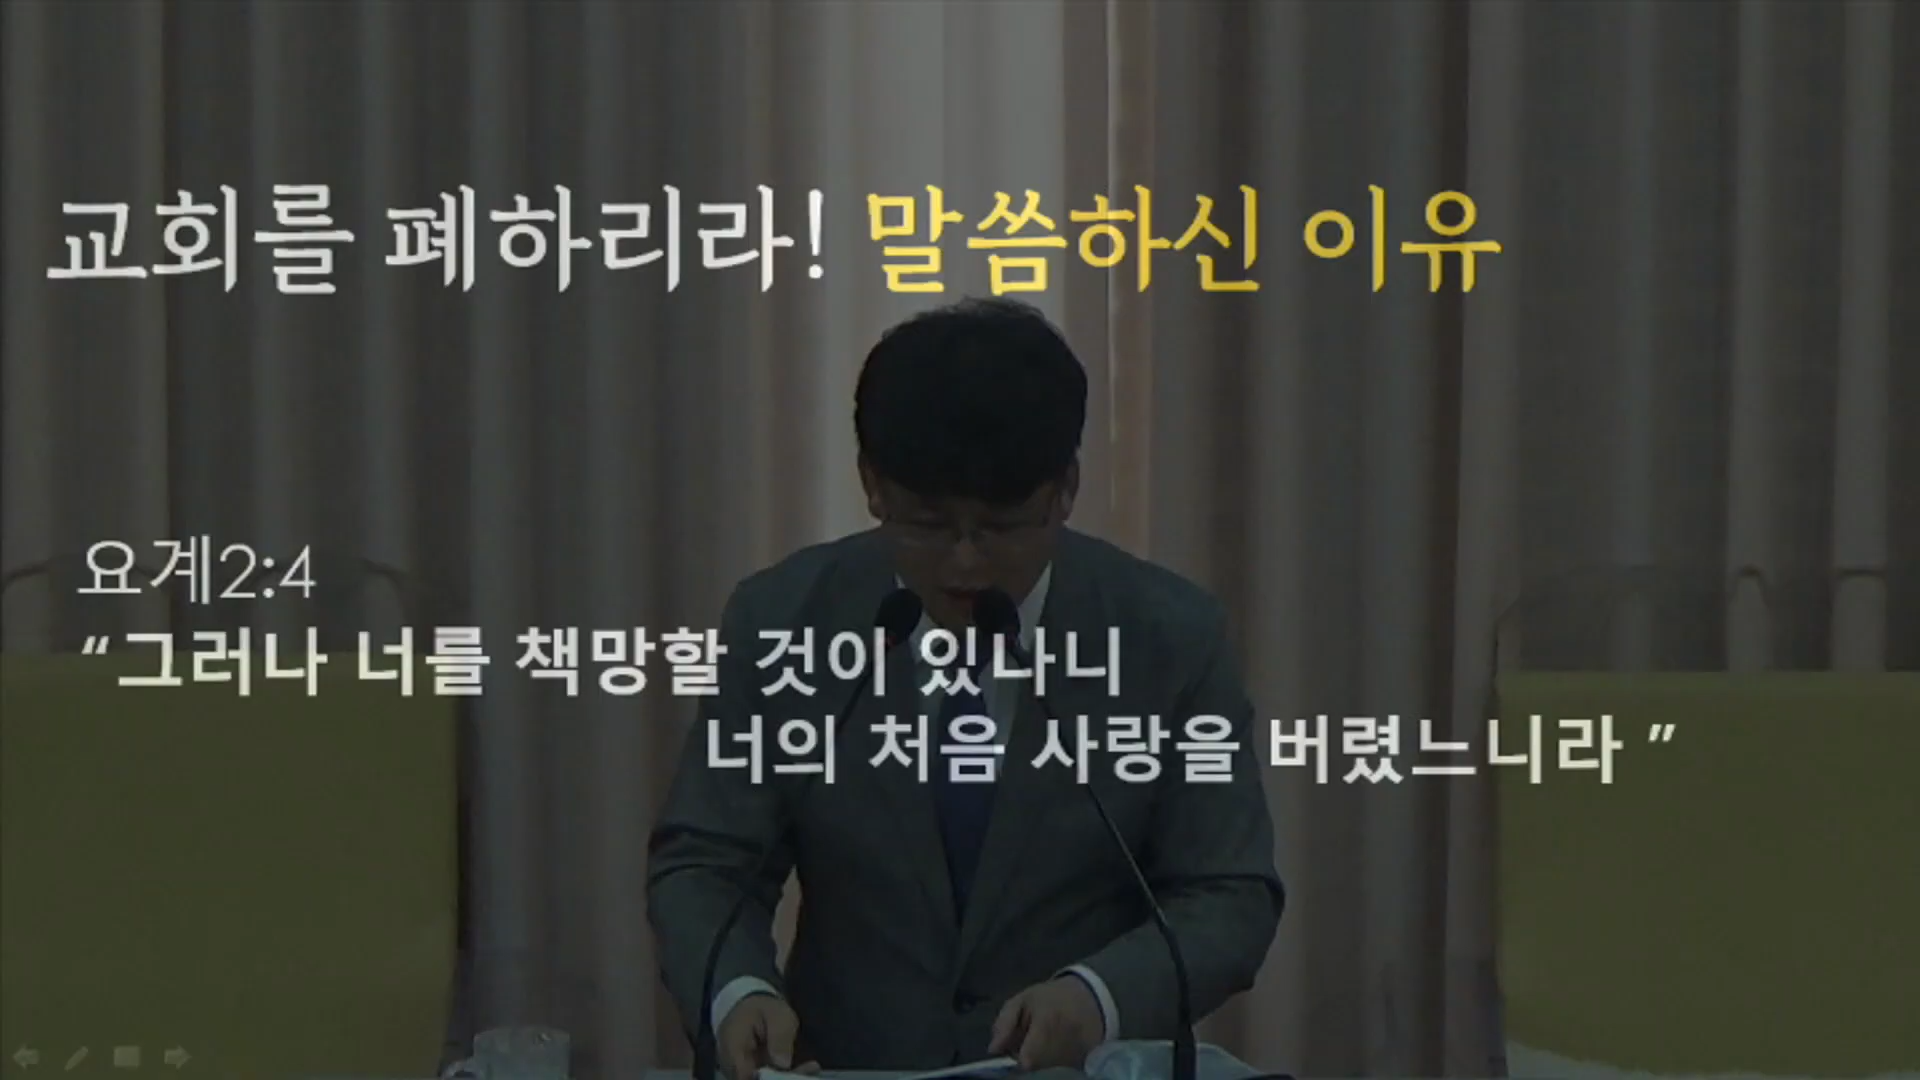 교회를 폐하리라! 말씀하신 이유
요계2:4
“그러나 너를 책망할 것이 있나니
너의 처음 사랑을 버렸느니라 ”